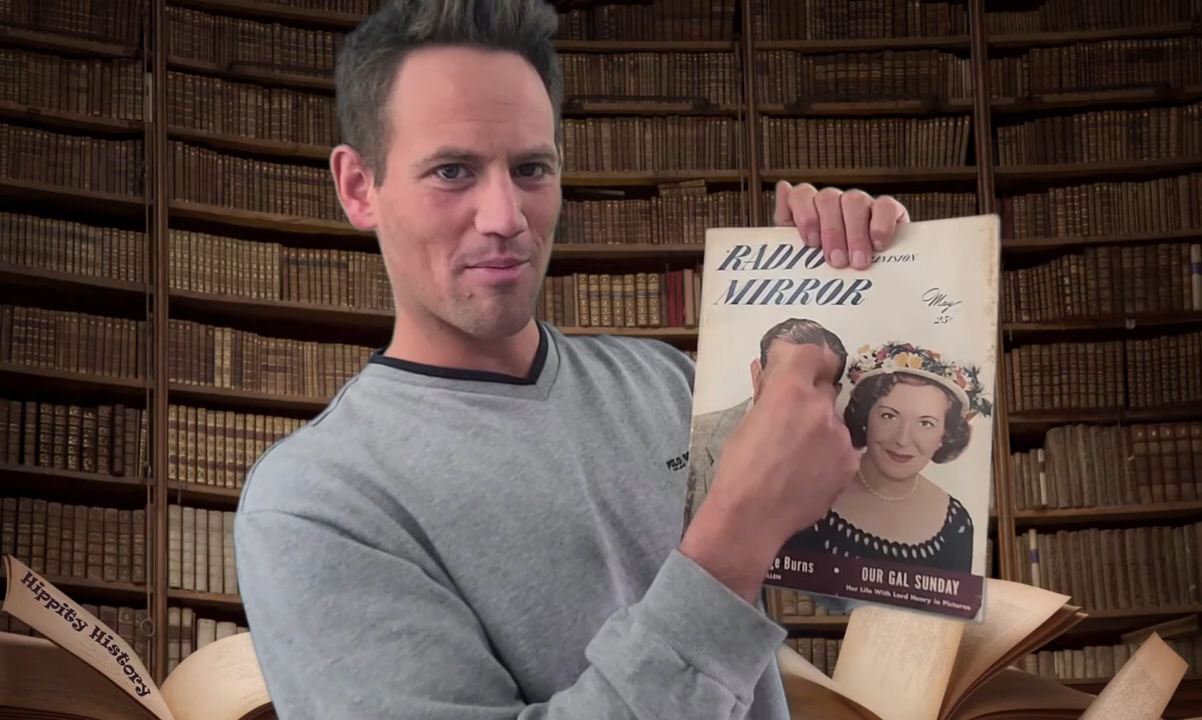 RADIO
MIRROR
May
25¢
Burns
OUR GAL SUNDAY
Her Life With Lord Henry in Pictures
Hippity History